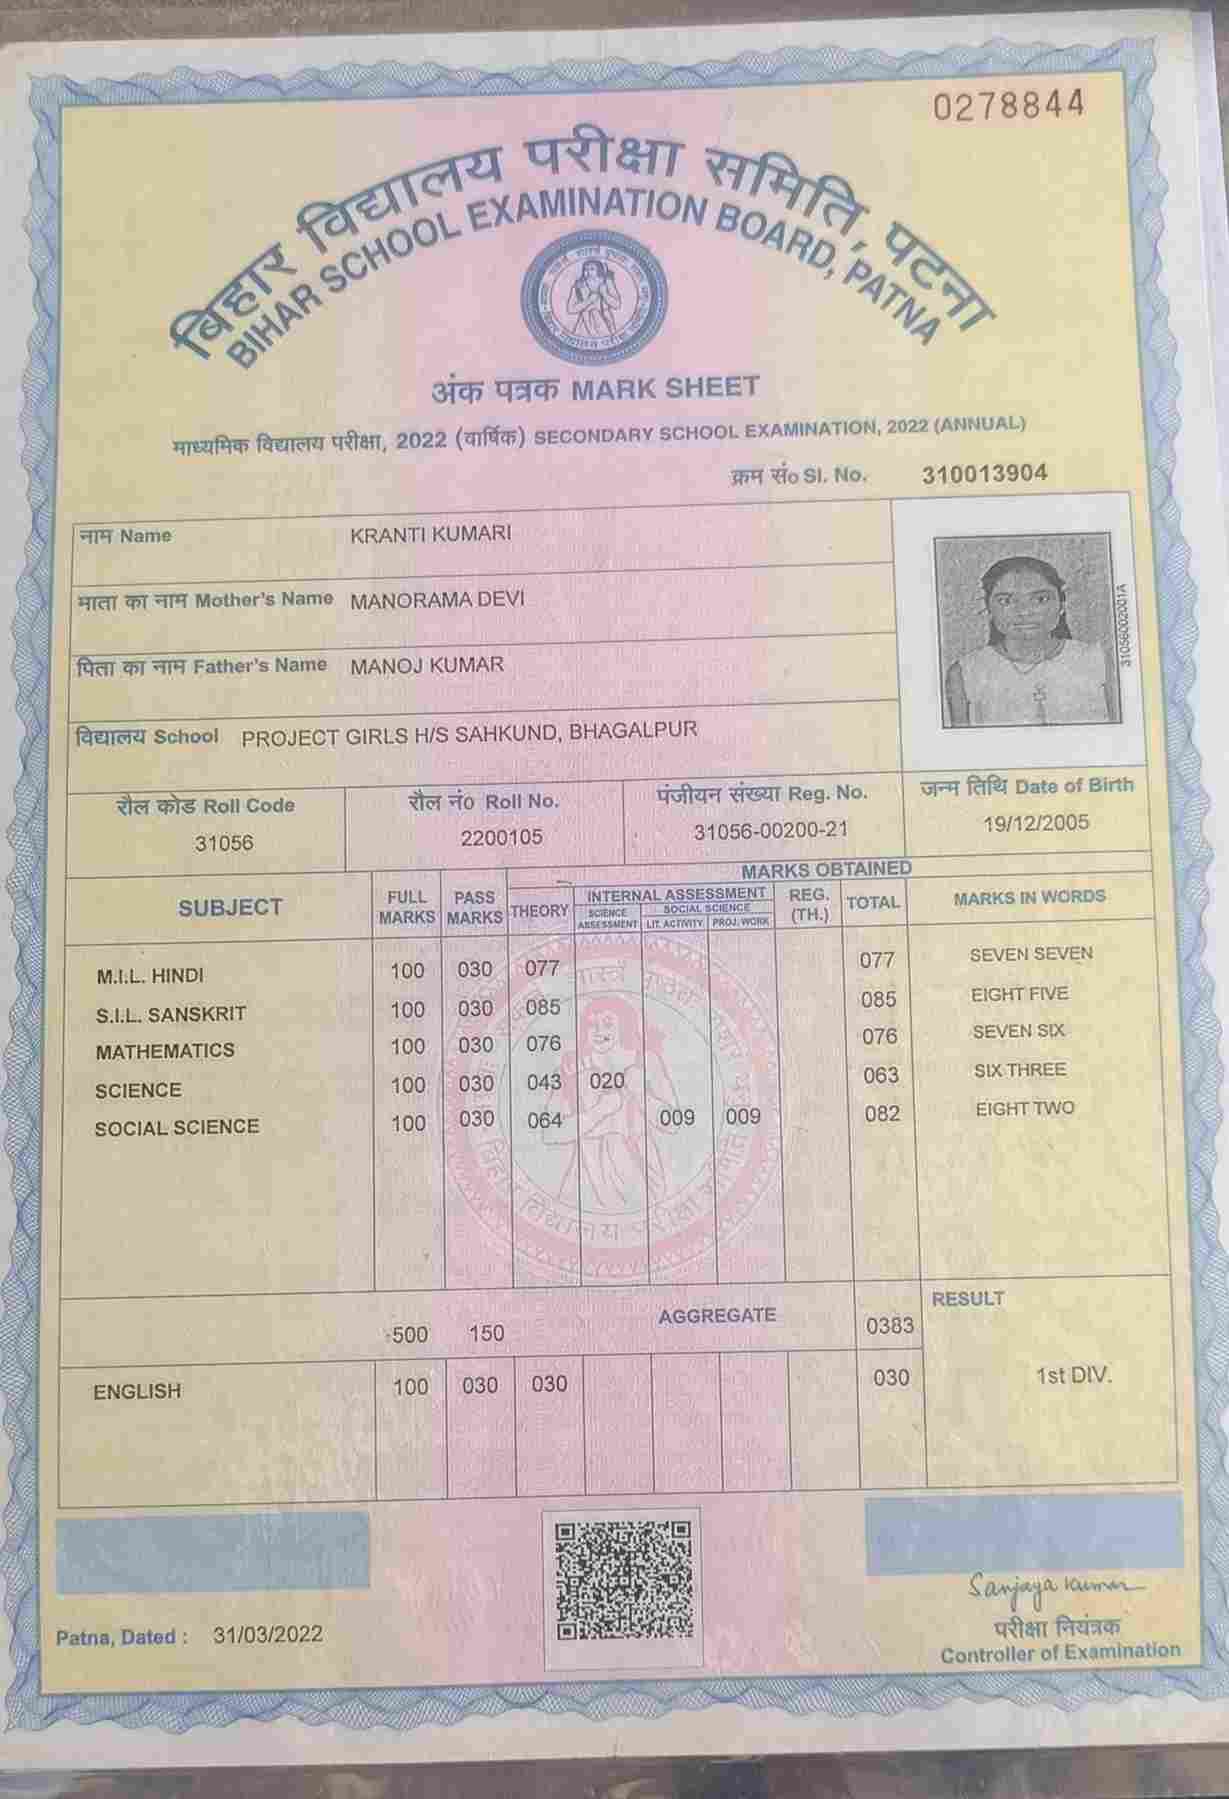 0278844
बिहार विद्यालय परीक्षा समिति, पटना
BIHAR SCHOOL EXAMINATION BOARD, PATNA
अंक पत्रक MARK SHEET
माध्यमिक विद्यालय परीक्षा, 2022 (वार्षिक) SECONDARY SCHOOL EXAMINATION, 2022 (ANNUAL)
क्रम सं० Sl. No. 310013904
नाम Name KRANTI KUMARI
माता का नाम Mother's Name MANORAMA DEVI
पिता का नाम Father's Name MANOJ KUMAR
31056002001A
विद्यालय School PROJECT GIRLS H/S SAHKUND, BHAGALPUR
रौल कोड Roll Code रौल नं० Roll No. पंजीयन संख्या Reg. No. जन्म तिथि Date of Birth
31056 2200105 31056-00200-21 19/12/2005
MARKS OBTAINED
SUBJECT FULL MARKS PASS MARKS THEORY INTERNAL ASSESSMENT REG. (TH.) TOTAL MARKS IN WORDS
SCIENCE ASSESSMENT SOCIAL SCIENCE
LIT. ACTIVITY PROJ. WORK
M.I.L. HINDI 100 030 077 077 SEVEN SEVEN
S.I.L. SANSKRIT 100 030 085 085 EIGHT FIVE
MATHEMATICS 100 030 076 076 SEVEN SIX
SCIENCE 100 030 043 020 063 SIX THREE
SOCIAL SCIENCE 100 030 064 009 009 082 EIGHT TWO
500 150 AGGREGATE 0383 RESULT
ENGLISH 100 030 030 030 1st DIV.
Sanjaya Kumar
परीक्षा नियंत्रक
Controller of Examination
Patna, Dated : 31/03/2022